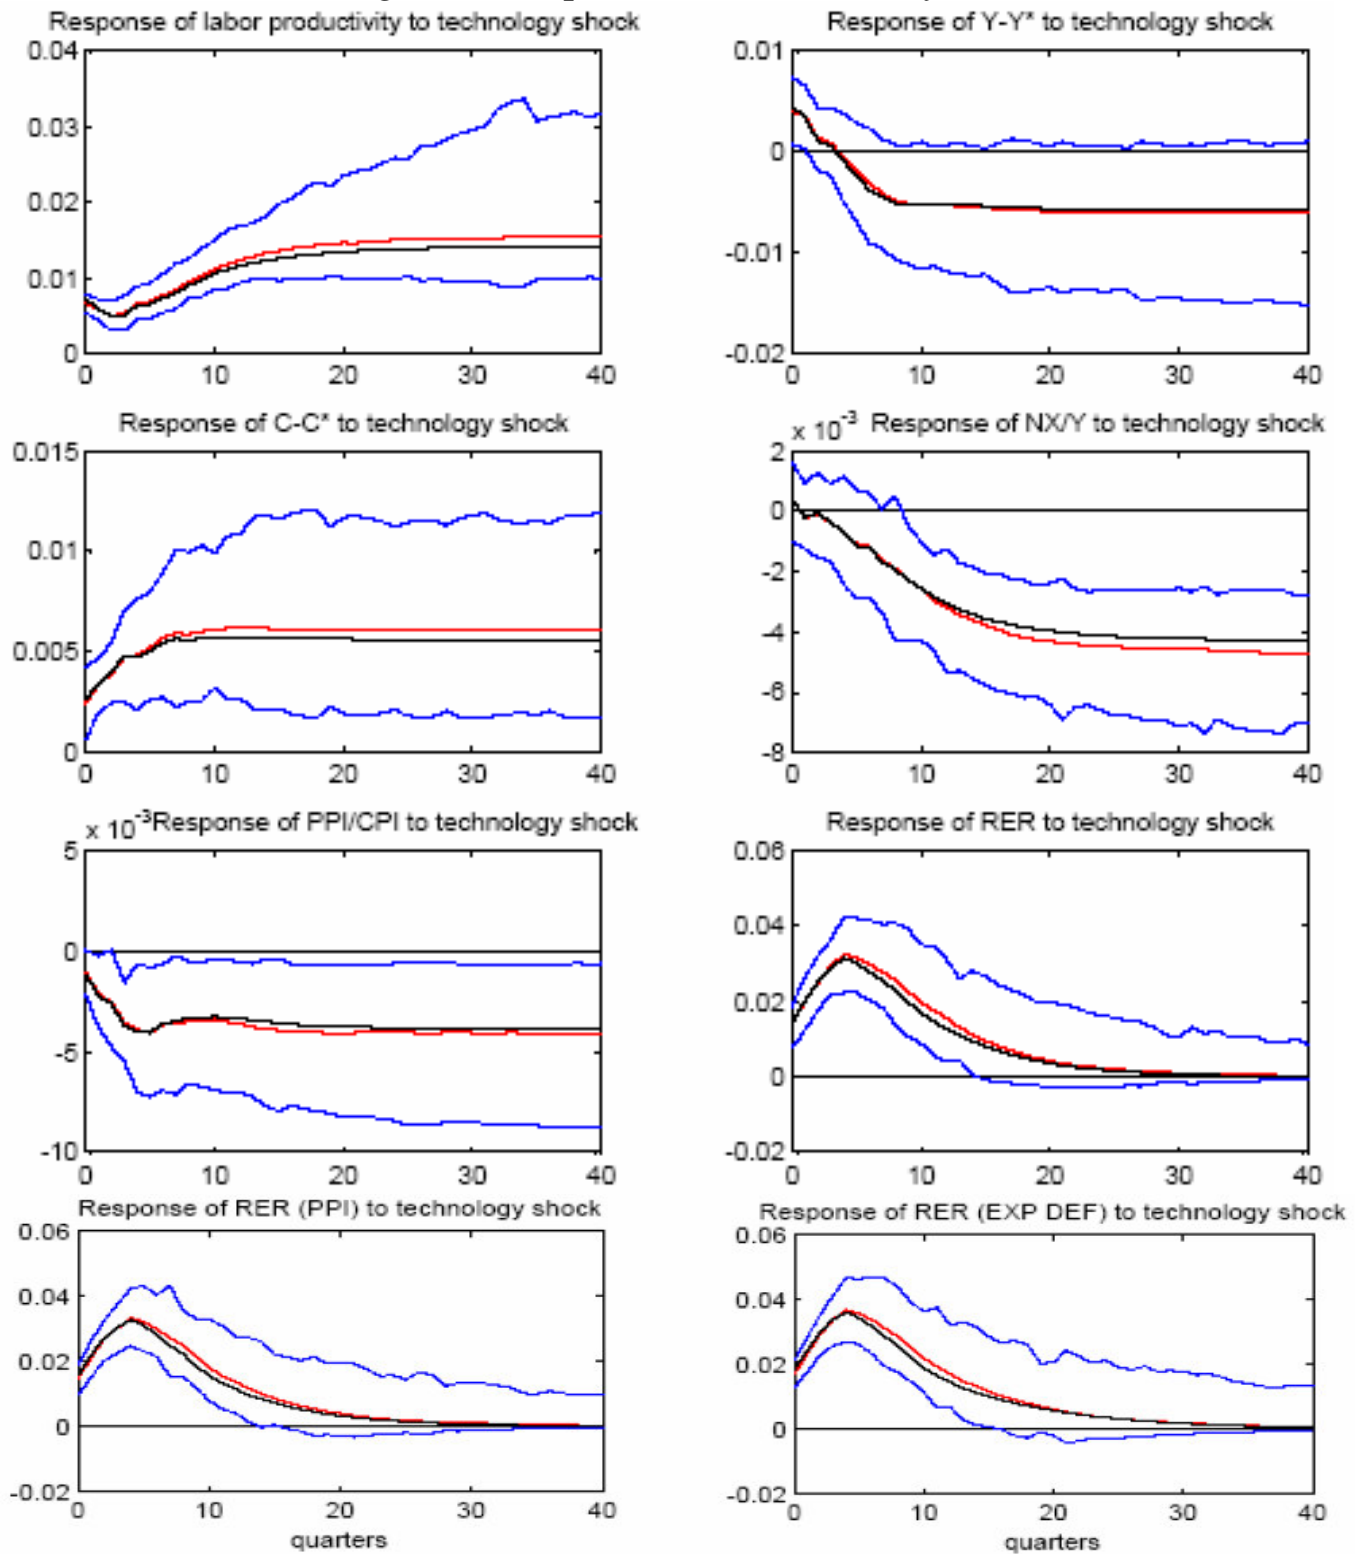 Response of labor productivity to technology shock
0.04
0.03
0.02
0.01
0
0 10 20 30 40
Response of Y-Y* to technology shock
0.01
0
-0.01
-0.02
0 10 20 30 40
Response of C-C* to technology shock
0.015
0.01
0.005
0
0 10 20 30 40
x 10-3 Response of NX/Y to technology shock
2
0
-2
-4
-6
-8
0 10 20 30 40
x 10-3 Response of PPI/CPI to technology shock
5
0
-5
-10
0 10 20 30 40
Response of RER to technology shock
0.06
0.04
0.02
0
-0.02
0 10 20 30 40
Response of RER (PPI) to technology shock
0.06
0.04
0.02
0
-0.02
0 10 20 30 40
quarters
Response of RER (EXP DEF) to technology shock
0.06
0.04
0.02
0
-0.02
0 10 20 30 40
quarters